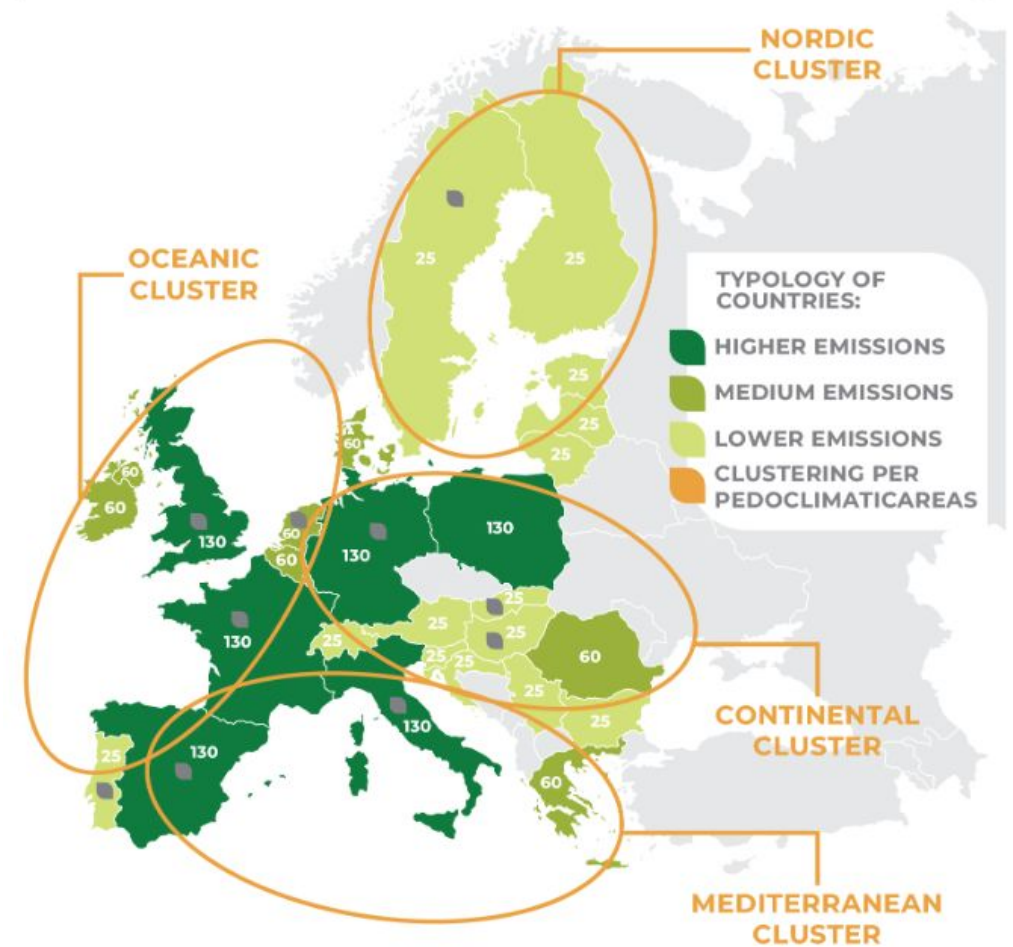 NORDIC
CLUSTER
OCEANIC
CLUSTER
25
25
TYPOLOGY OF
COUNTRIES:
HIGHER EMISSIONS
MEDIUM EMISSIONS
LOWER EMISSIONS
CLUSTERING PER
PEDOCLIMATICAREAS
25
25
25
60
60
60
130
60
60
130
130
130
25
25
25
25
25
25
60
25
25
130
130
25
130
60
CONTINENTAL
CLUSTER
MEDITERRANEAN
CLUSTER